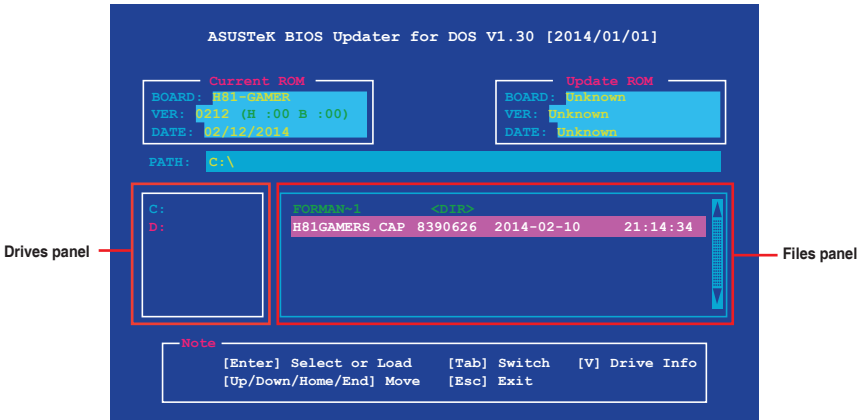 ASUSTeK BIOS Updater for DOS V1.30 [2014/01/01]
Current ROM
BOARD: H81-GAMER
VER: 0212 (H :00 B :00)
DATE: 02/12/2014
Update ROM
BOARD: Unknown
VER: Unknown
DATE: Unknown
PATH: C:\
C:
D:
FORMAN~1 <DIR>
H81GAMERS.CAP 8390626 2014-02-10 21:14:34
Drives panel
Files panel
Note
[Enter] Select or Load [Tab] Switch [V] Drive Info
[Up/Down/Home/End] Move [Esc] Exit